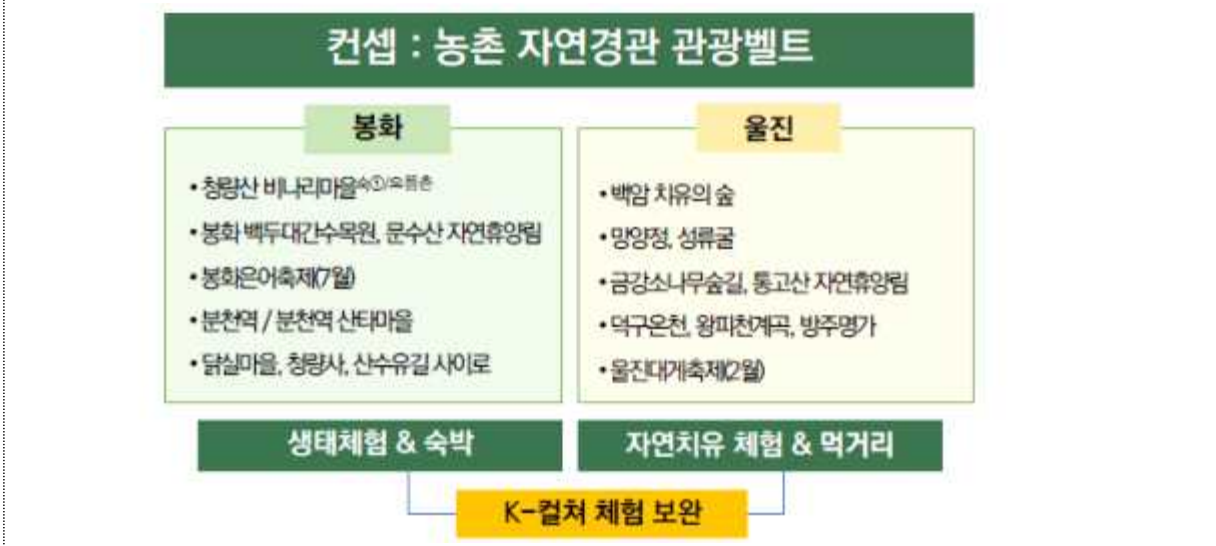 컨셉 : 농촌 자연경관 관광벨트
봉화
• 청량산 비나리마을숙①/으뜸촌
• 봉화 백두대간수목원, 문수산 자연휴양림
• 봉화은어축제(7월)
• 분천역 / 분천역 산타마을
• 닭실마을, 청량사, 산수유길 사이로
생태체험 & 숙박
울진
• 백암 치유의 숲
• 망양정, 성류굴
• 금강소나무숲길, 통고산 자연휴양림
• 덕구온천, 왕피천계곡, 방주명가
• 울진대게축제(2월)
자연치유 체험 & 먹거리
K-컬쳐 체험 보완